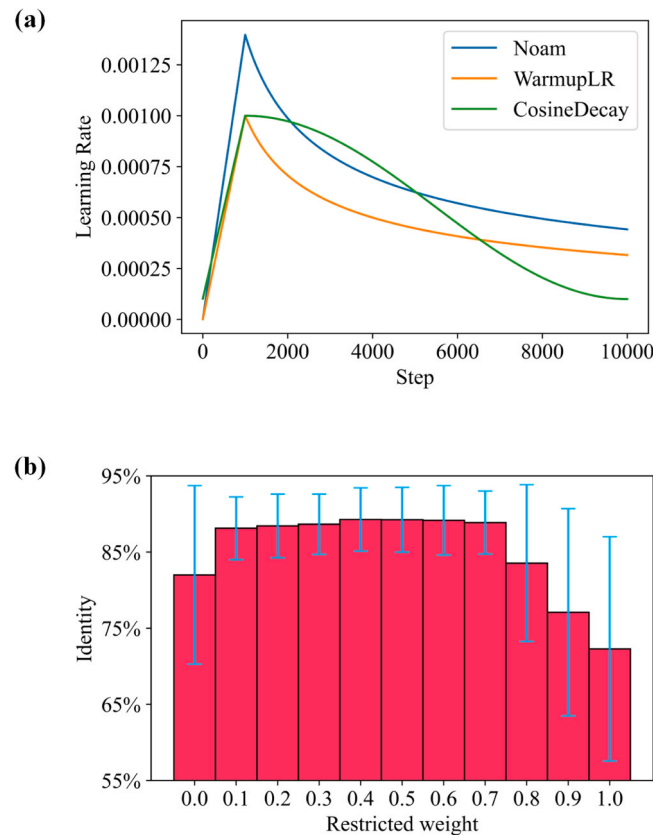 (a)
Learning Rate
0.00125
0.00100
0.00075
0.00050
0.00025
0.00000
Noam
WarmupLR
CosineDecay
0 2000 4000 6000 8000 10000
Step
(b)
Identity
95%
85%
75%
65%
55%
0.0 0.1 0.2 0.3 0.4 0.5 0.6 0.7 0.8 0.9 1.0
Restricted weight